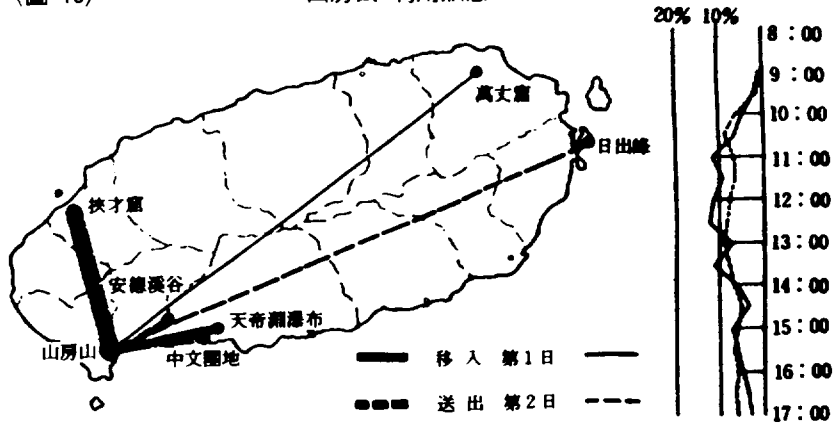 20% 10%
8：00
9：00
萬丈窟
10：00
日出峰
11：00
挾才窟
12：00
13：00
安德溪谷
14：00
天帝淵瀑布
15：00
山房山
中文團地
移入 第1日
16：00
送出 第2日
17：00